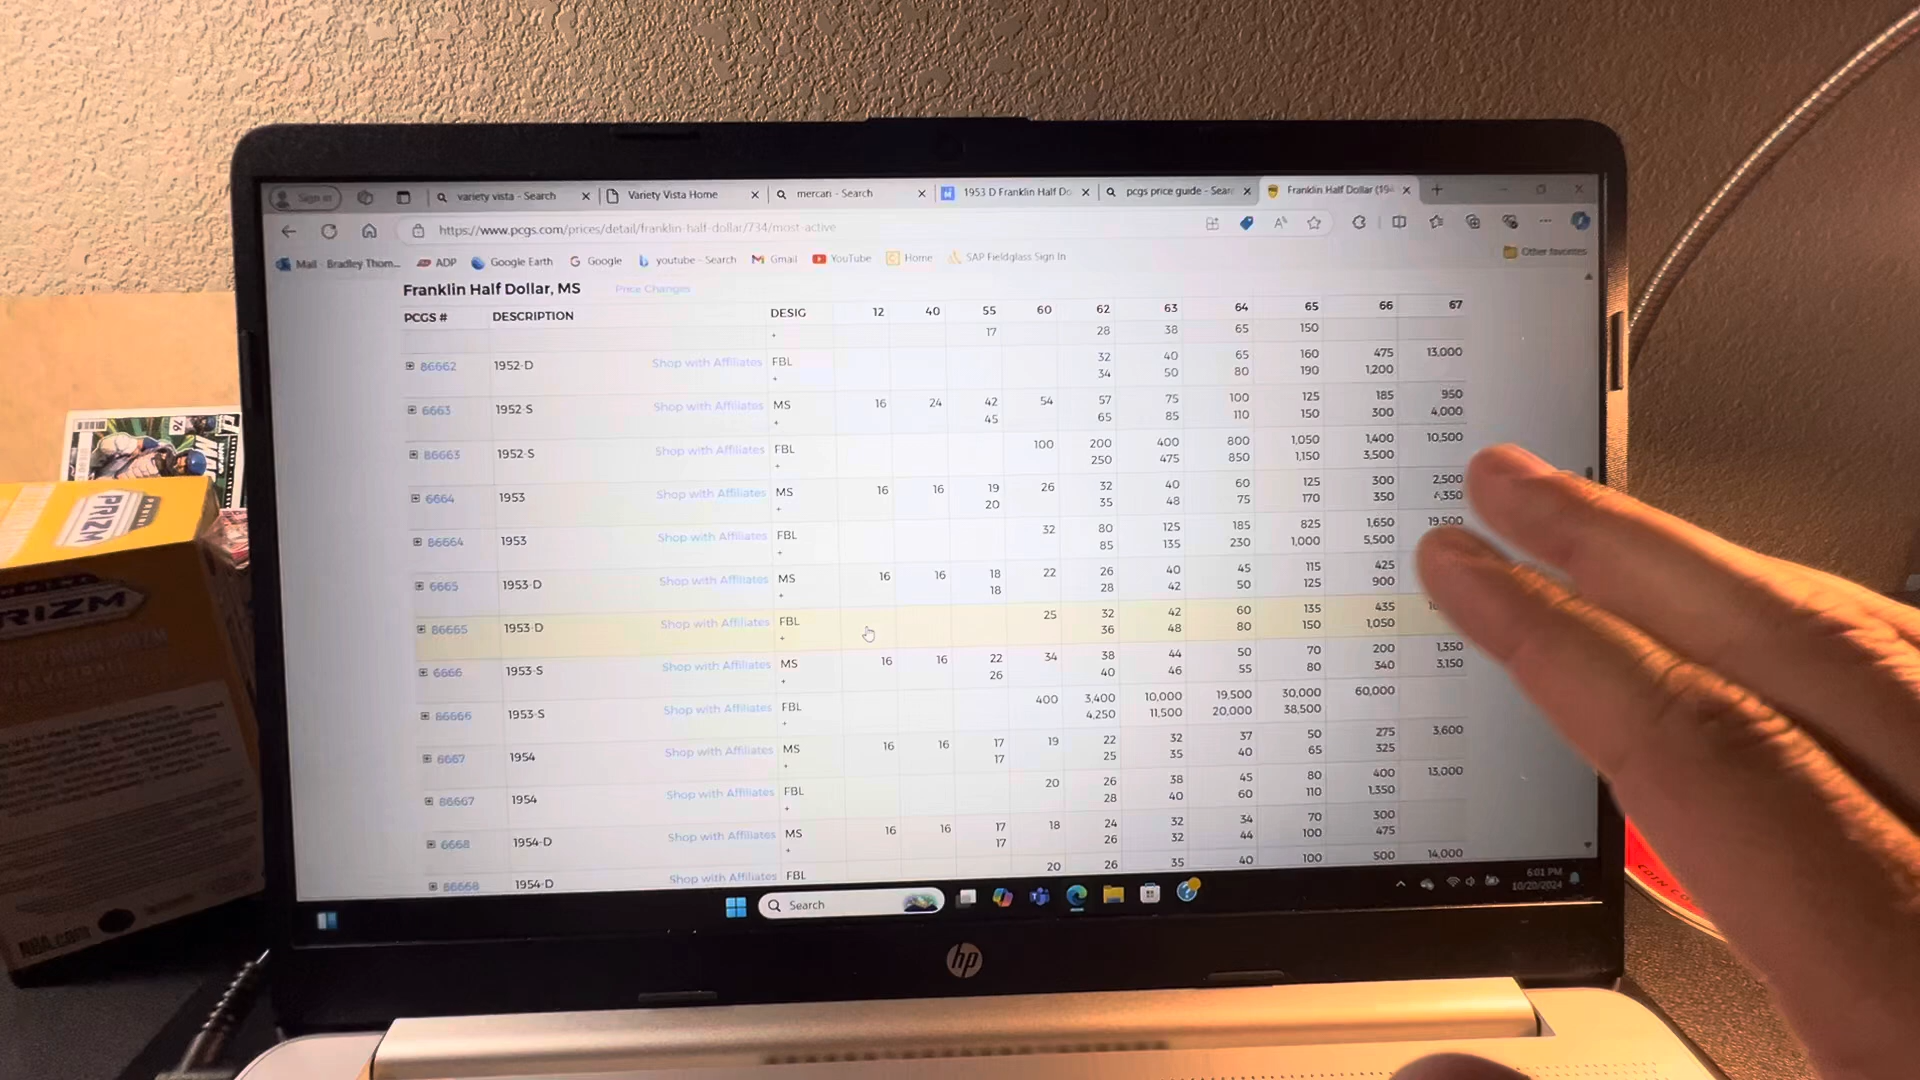 Sign in variety vista - Search Variety Vista Home mercari - Search 1953 D Franklin Half Do pcgs price guide - Sear Franklin Half Dollar (194
https://www.pcgs.com/prices/detail/franklin-half-dollar/734/most-active
Mail - Bradley Thom... ADP Google Earth Google youtube - Search Gmail YouTube Home SAP Fieldglass Sign In Other favorites
Franklin Half Dollar, MS Price Changes
PCGS # DESCRIPTION DESIG 12 40 55 60 62 63 64 65 66 67
+ 17 28 38 65 150
86662 1952-D Shop with Affiliates FBL 32 40 65 160 475 13,000
+ 34 50 80 190 1,200
6663 1952-S Shop with Affiliates MS 16 24 42 54 57 75 100 125 185 950
+ 45 65 85 110 150 300 4,000
86663 1952-S Shop with Affiliates FBL 100 200 400 800 1,050 1,400 10,500
+ 250 475 850 1,150 3,500
6664 1953 Shop with Affiliates MS 16 16 19 26 32 40 60 125 300 2,500
+ 20 35 48 75 170 350 ,350
86664 1953 Shop with Affiliates FBL 32 80 125 185 825 1,650 19,500
+ 85 135 230 1,000 5,500
6665 1953-D Shop with Affiliates MS 16 16 18 22 26 40 45 115 425
+ 18 28 42 50 125 900
86665 1953-D Shop with Affiliates FBL 25 32 42 60 135 435
+ 36 48 80 150 1,050
6666 1953-S Shop with Affiliates MS 16 16 22 34 38 44 50 70 200 1,350
+ 26 40 46 55 80 340 3,150
86666 1953-S Shop with Affiliates FBL 400 3,400 10,000 19,500 30,000 60,000
+ 4,250 11,500 20,000 38,500
6667 1954 Shop with Affiliates MS 16 16 17 19 22 32 37 50 275 3,600
+ 17 25 35 40 65 325
86667 1954 Shop with Affiliates FBL 20 26 38 45 80 400 13,000
+ 28 40 60 110 1,350
6668 1954-D Shop with Affiliates MS 16 16 17 18 24 32 34 70 300
+ 17 26 32 44 100 475
86668 1954-D Shop with Affiliates FBL 20 26 35 40 100 500 14,000
Search
6:01 PM
10/20/2024
hp
76
PRIZM
PRIZM
NBA.com
COIN CO